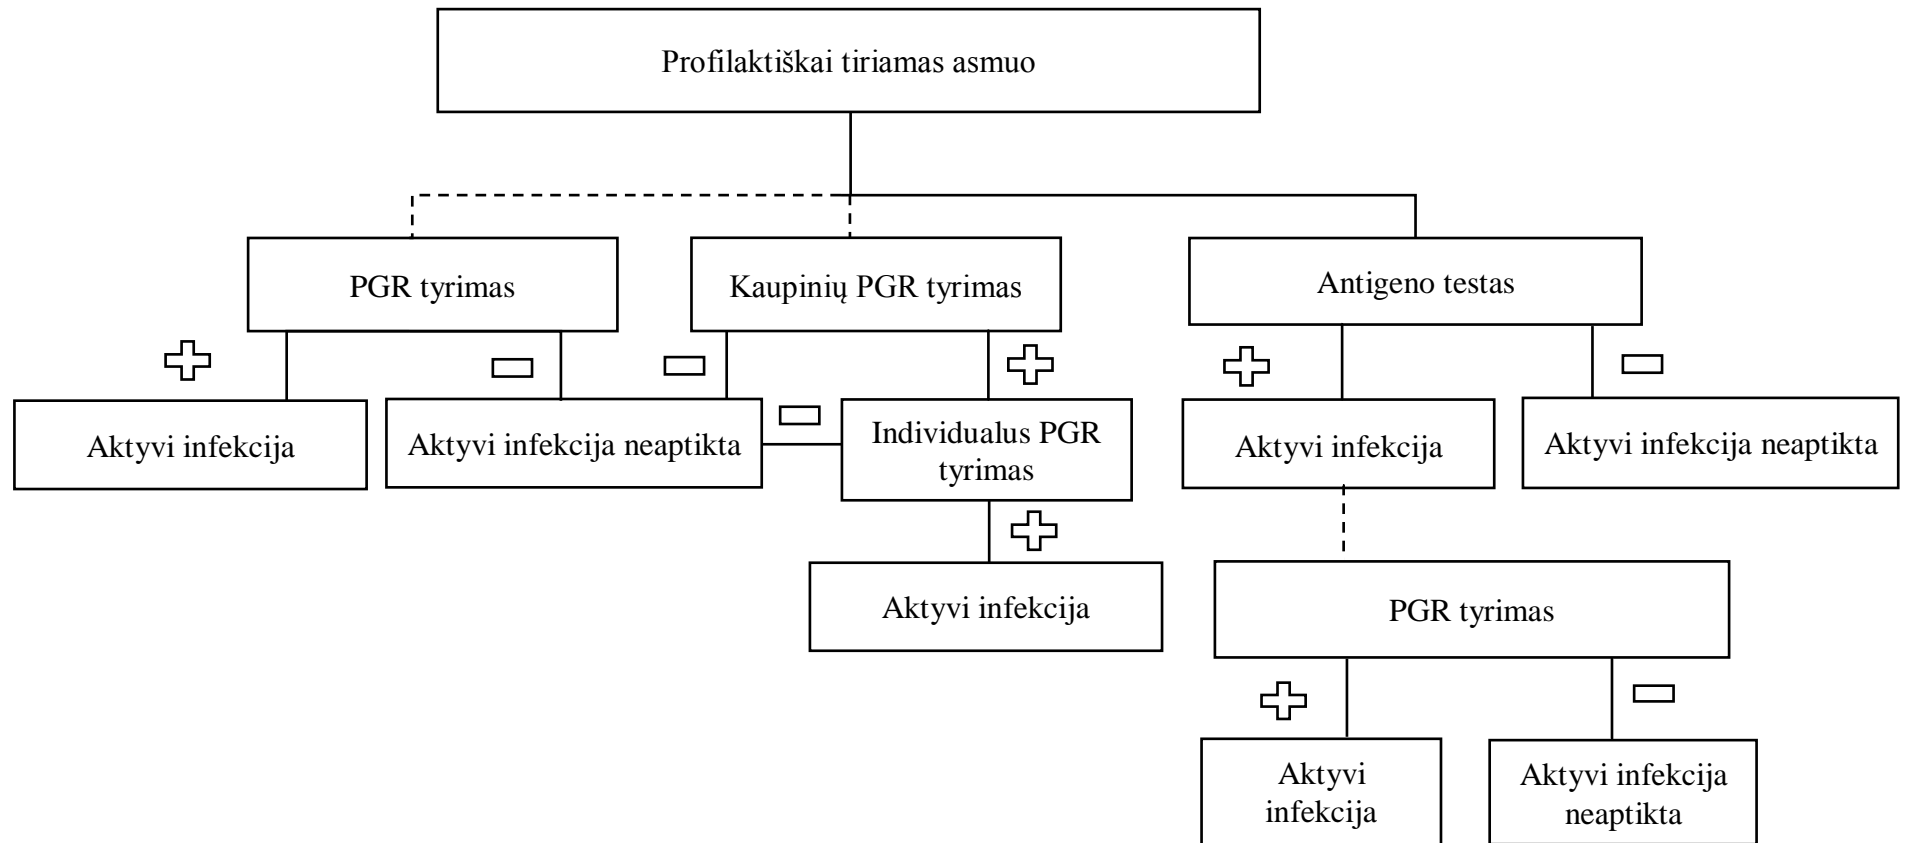 Profilaktiškai tiriamas asmuo
PGR tyrimas
Kaupinių PGR tyrimas
Antigeno testas
Aktyvi infekcija
Aktyvi infekcija neaptikta
Individualus PGR
tyrimas
Aktyvi infekcija
Aktyvi infekcija neaptikta
Aktyvi infekcija
PGR tyrimas
Aktyvi
infekcija
Aktyvi infekcija
neaptikta